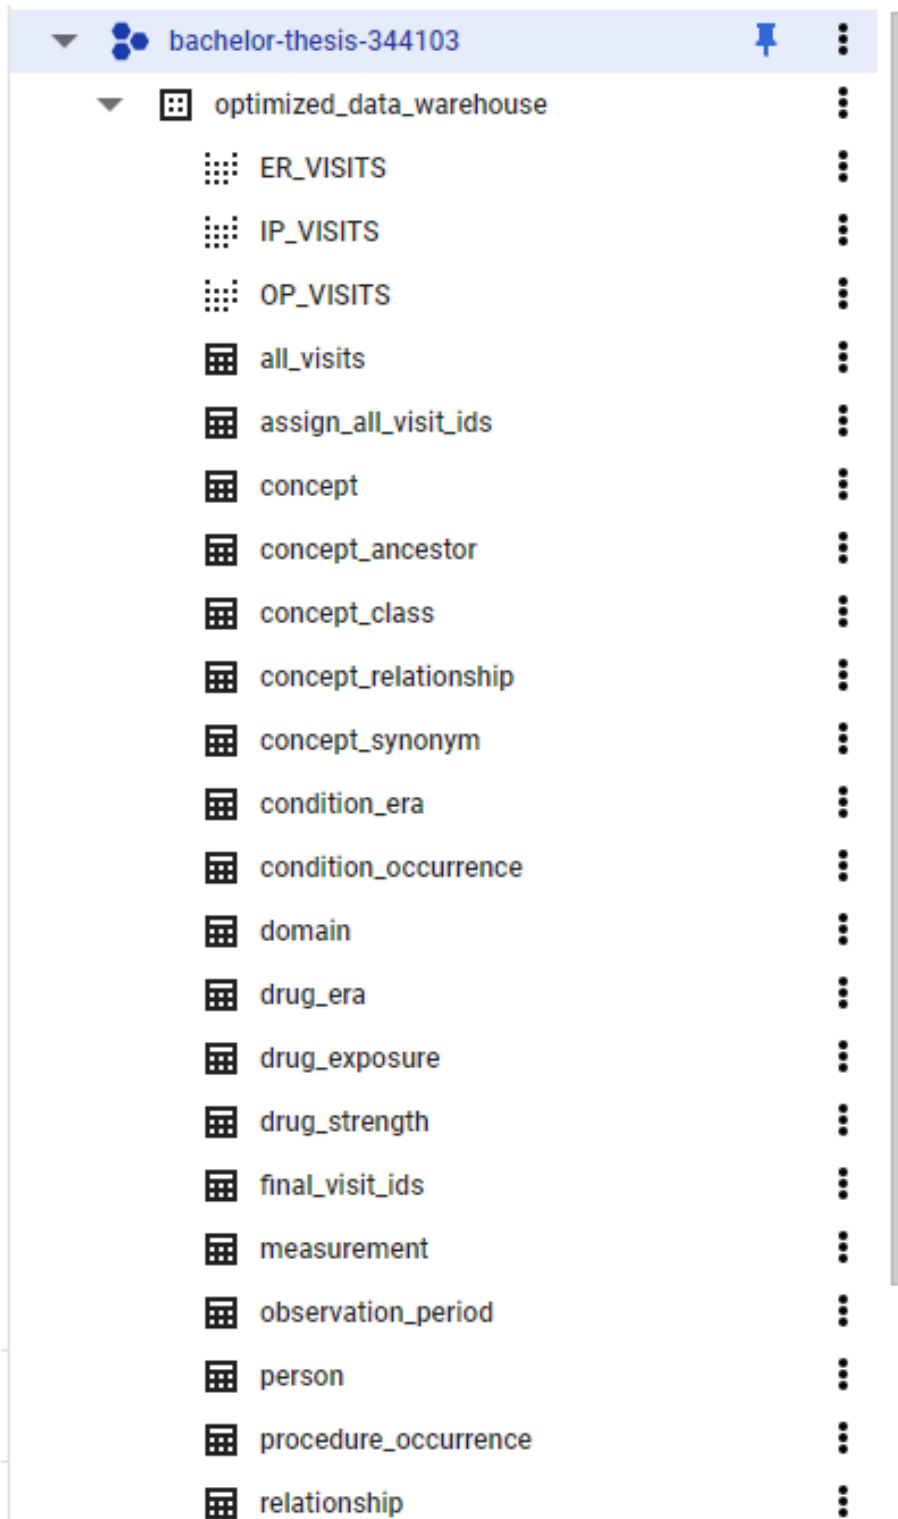 bachelor-thesis-344103
optimized_data_warehouse
ER_VISITS
IP_VISITS
OP_VISITS
all_visits
assign_all_visit_ids
concept
concept_ancestor
concept_class
concept_relationship
concept_synonym
condition_era
condition_occurrence
domain
drug_era
drug_exposure
drug_strength
final_visit_ids
measurement
observation_period
person
procedure_occurrence
relationship